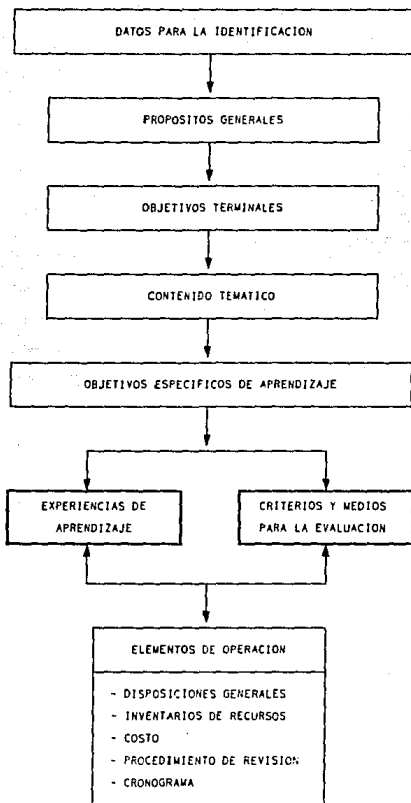 DATOS PARA LA IDENTIFICACION
PROPOSITOS GENERALES
OBJETIVOS TERMINALES
CONTENIDO TEMATICO
OBJETIVOS ESPECIFICOS DE APRENDIZAJE
EXPERIENCIAS DE
APRENDIZAJE
CRITERIOS Y MEDIOS
PARA LA EVALUACION
ELEMENTOS DE OPERACION
- DISPOSICIONES GENERALES
- INVENTARIOS DE RECURSOS
- COSTO
- PROCEDIMIENTO DE REVISION
- CRONOGRAMA